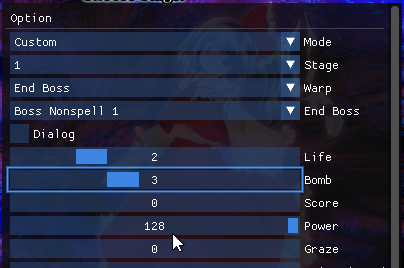 Option
Custom Mode
1 Stage
End Boss Warp
Boss Nonspell 1 End Boss
Dialog
2 Life
3 Bomb
0 Score
128 Power
0 Graze